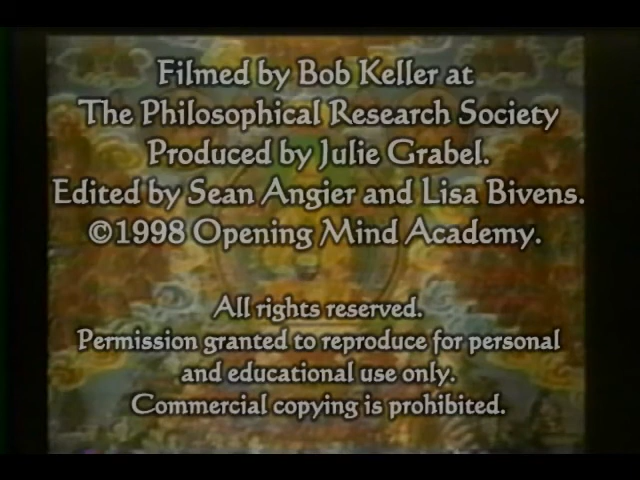 Filmed by Bob Keller at
The Philosophical Research Society
Produced by Julie Grabel.
Edited by Sean Angier and Lisa Bivens.
©1998 Opening Mind Academy.
All rights reserved.
Permission granted to reproduce for personal
and educational use only.
Commercial copying is prohibited.